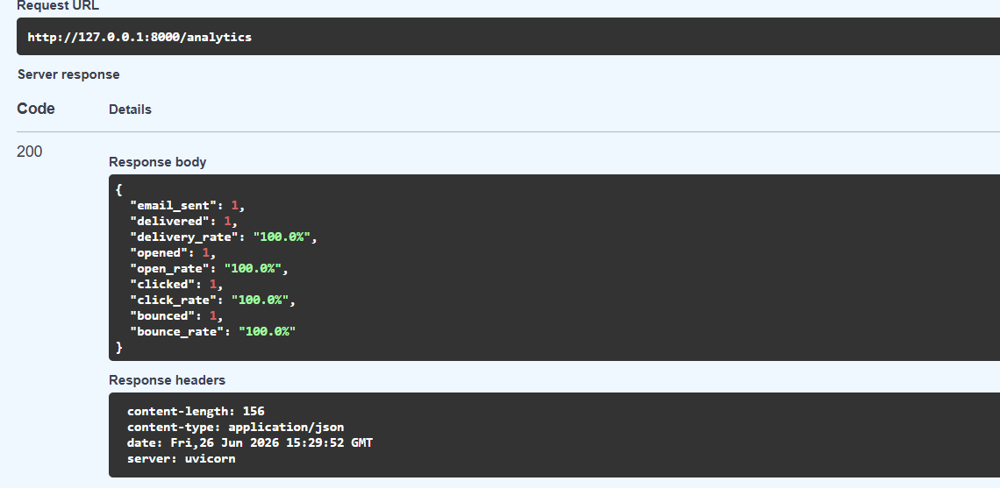 Request URL
http://127.0.0.1:8000/analytics
Server response
Code Details
200
Response body
{
  "email_sent": 1,
  "delivered": 1,
  "delivery_rate": "100.0%",
  "opened": 1,
  "open_rate": "100.0%",
  "clicked": 1,
  "click_rate": "100.0%",
  "bounced": 1,
  "bounce_rate": "100.0%"
}
Response headers
content-length: 156
content-type: application/json
date: Fri,26 Jun 2026 15:29:52 GMT
server: uvicorn